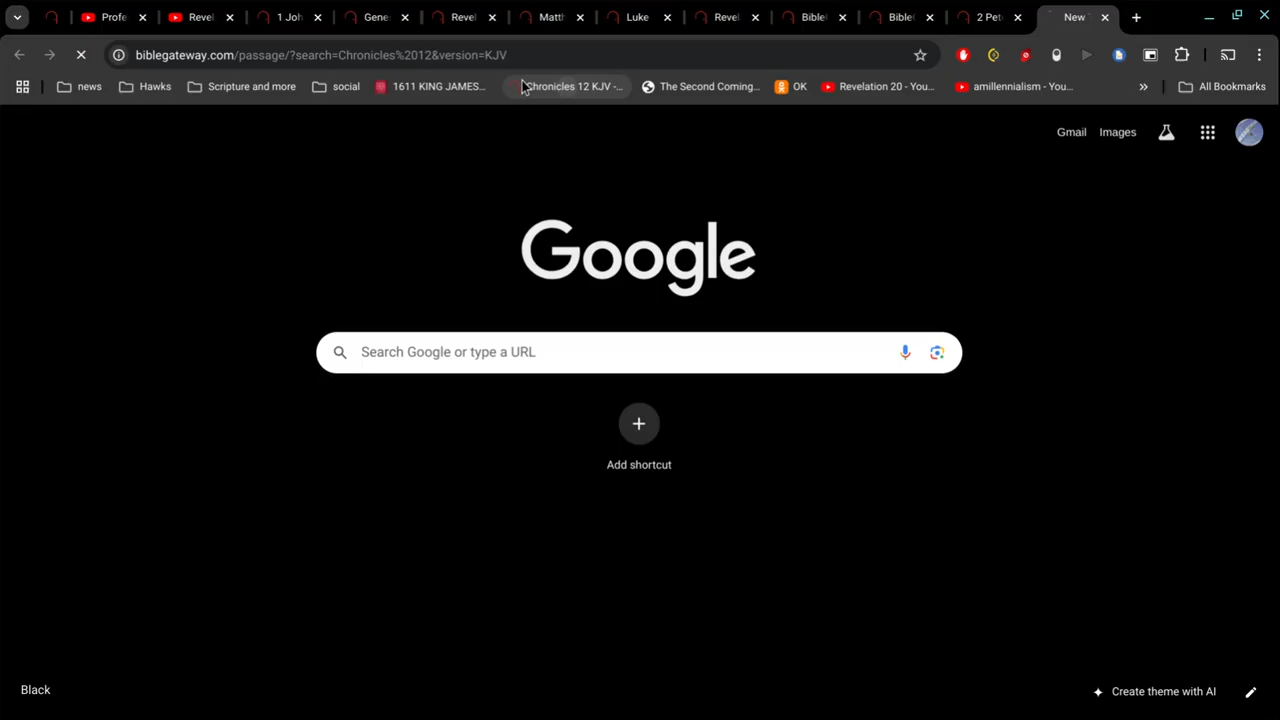 Profe
Revel
1 Joh
Gene
Revel
Matth
Luke
Revel
Bible
Bible
2 Pet
New
biblegateway.com/passage/?search=Chronicles%2012&version=KJV
news
Hawks
Scripture and more
social
1611 KING JAMES...
Chronicles 12 KJV -...
The Second Coming...
OK
Revelation 20 - You...
amillennialism - You...
All Bookmarks
Gmail
Images
Google
Search Google or type a URL
Add shortcut
Black
Create theme with AI